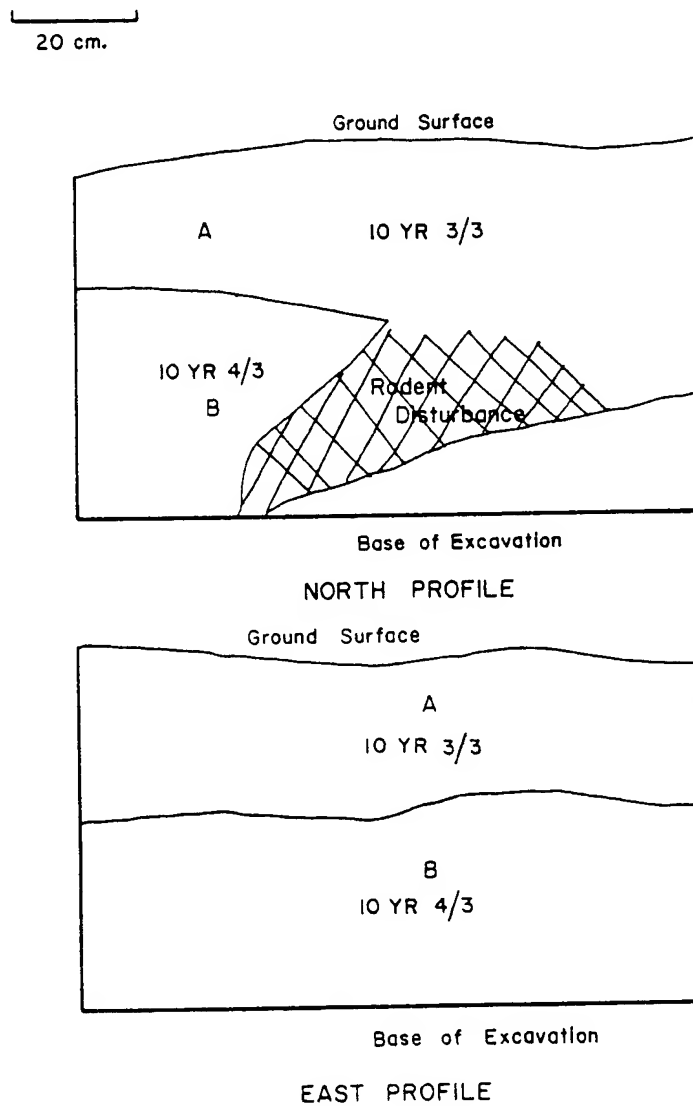 20 cm.
Ground Surface
A
10 YR 3/3
10 YR 4/3
B
Rodent
Disturbance
Base of Excavation
NORTH PROFILE
Ground Surface
A
10 YR 3/3
B
10 YR 4/3
Base of Excavation
EAST PROFILE